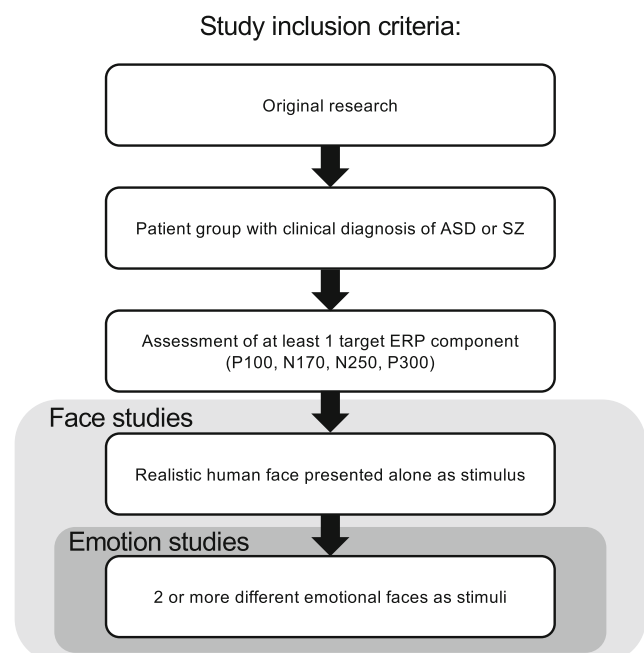 Study inclusion criteria:
Original research
Patient group with clinical diagnosis of ASD or SZ
Assessment of at least 1 target ERP component
(P100, N170, N250, P300)
Face studies
Realistic human face presented alone as stimulus
Emotion studies
2 or more different emotional faces as stimuli